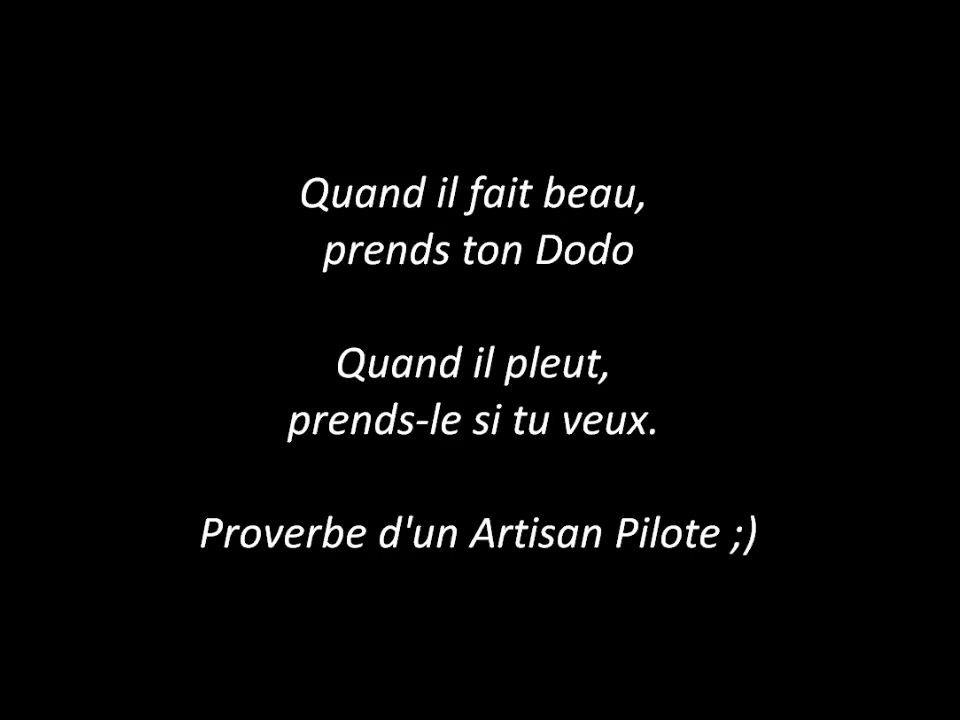 Quand il fait beau,
prends ton Dodo
Quand il pleut,
prends-le si tu veux.
Proverbe d'un Artisan Pilote ;)